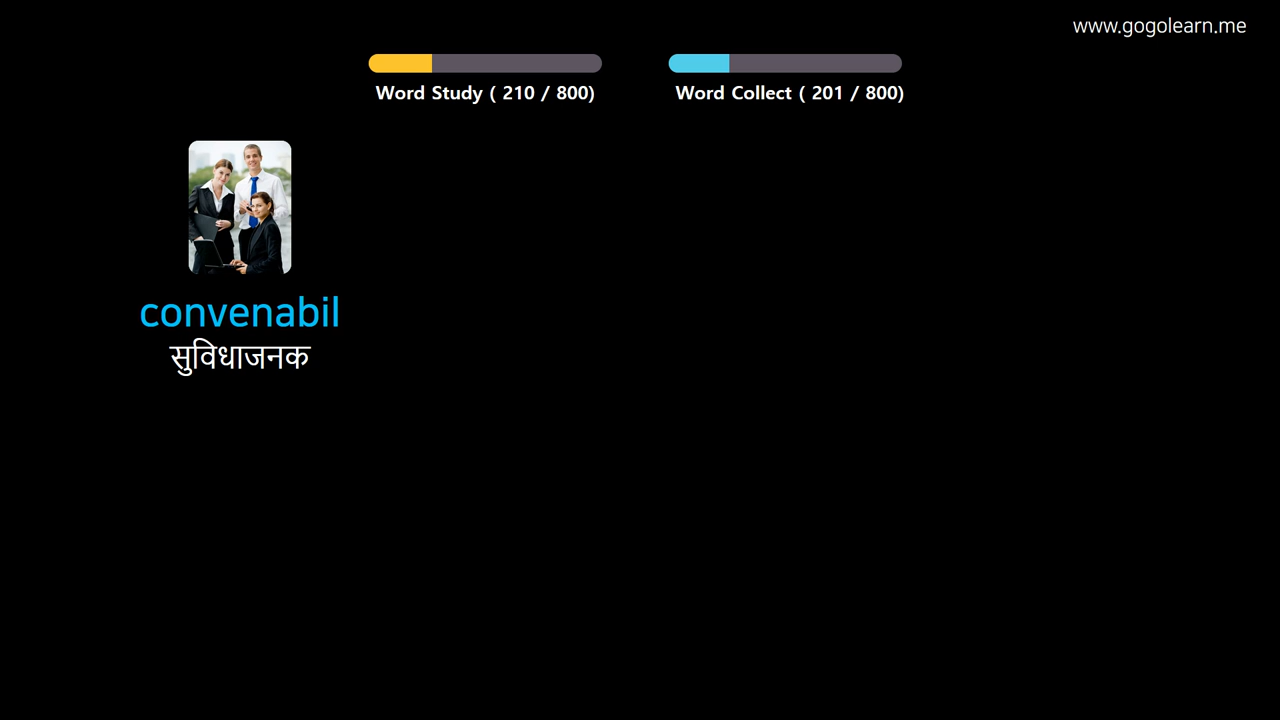 www.gogolearn.me
Word Study ( 210 / 800)
Word Collect ( 201 / 800)
convenabil
सुविधाजनक